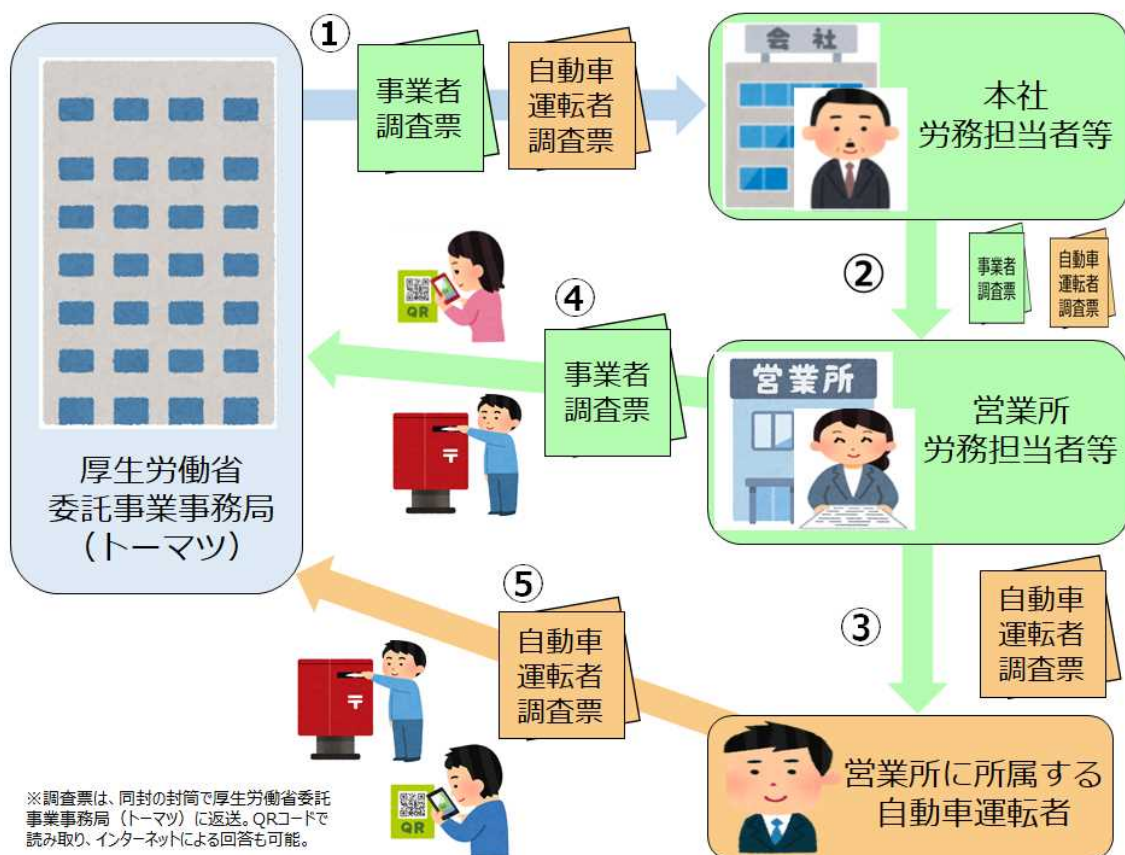 ①
事業者
調査票
自動車
運転者
調査票
会社
本社
労務担当者等
②
事業者
調査票
自動車
運転者
調査票
④
QR
事業者
調査票
営業所
営業所
労務担当者等
〒
厚生労働省
委託事業事務局
（トーマツ）
⑤
自動車
運転者
調査票
③
自動車
運転者
調査票
〒
QR
営業所に所属する
自動車運転者
※調査票は、同封の封筒で厚生労働省委託
事業事務局（トーマツ）に返送。QRコードで
読み取り、インターネットによる回答も可能。